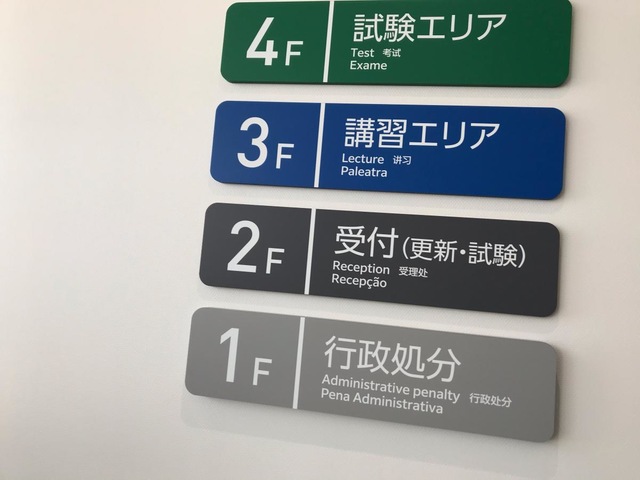 4F
試験エリア
Test 考试
Exame
3F
講習エリア
Lecture 讲习
Paleatra
2F
受付(更新・試験)
Reception 受理处
Recepção
1F
行政処分
Administrative penalty 行政处分
Pena Administrativa